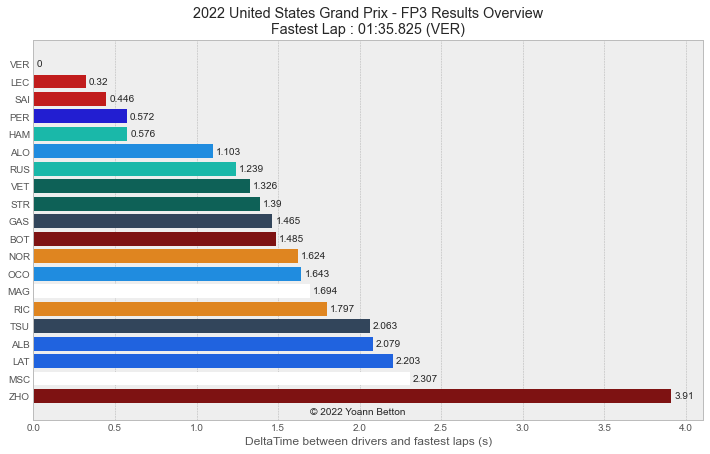 2022 United States Grand Prix - FP3 Results Overview
Fastest Lap : 01:35.825 (VER)
VER 0
LEC 0.32
SAI 0.446
PER 0.572
HAM 0.576
ALO 1.103
RUS 1.239
VET 1.326
STR 1.39
GAS 1.465
BOT 1.485
NOR 1.624
OCO 1.643
MAG 1.694
RIC 1.797
TSU 2.063
ALB 2.079
LAT 2.203
MSC 2.307
ZHO 3.91
© 2022 Yoann Betton
0.0 0.5 1.0 1.5 2.0 2.5 3.0 3.5 4.0
DeltaTime between drivers and fastest laps (s)